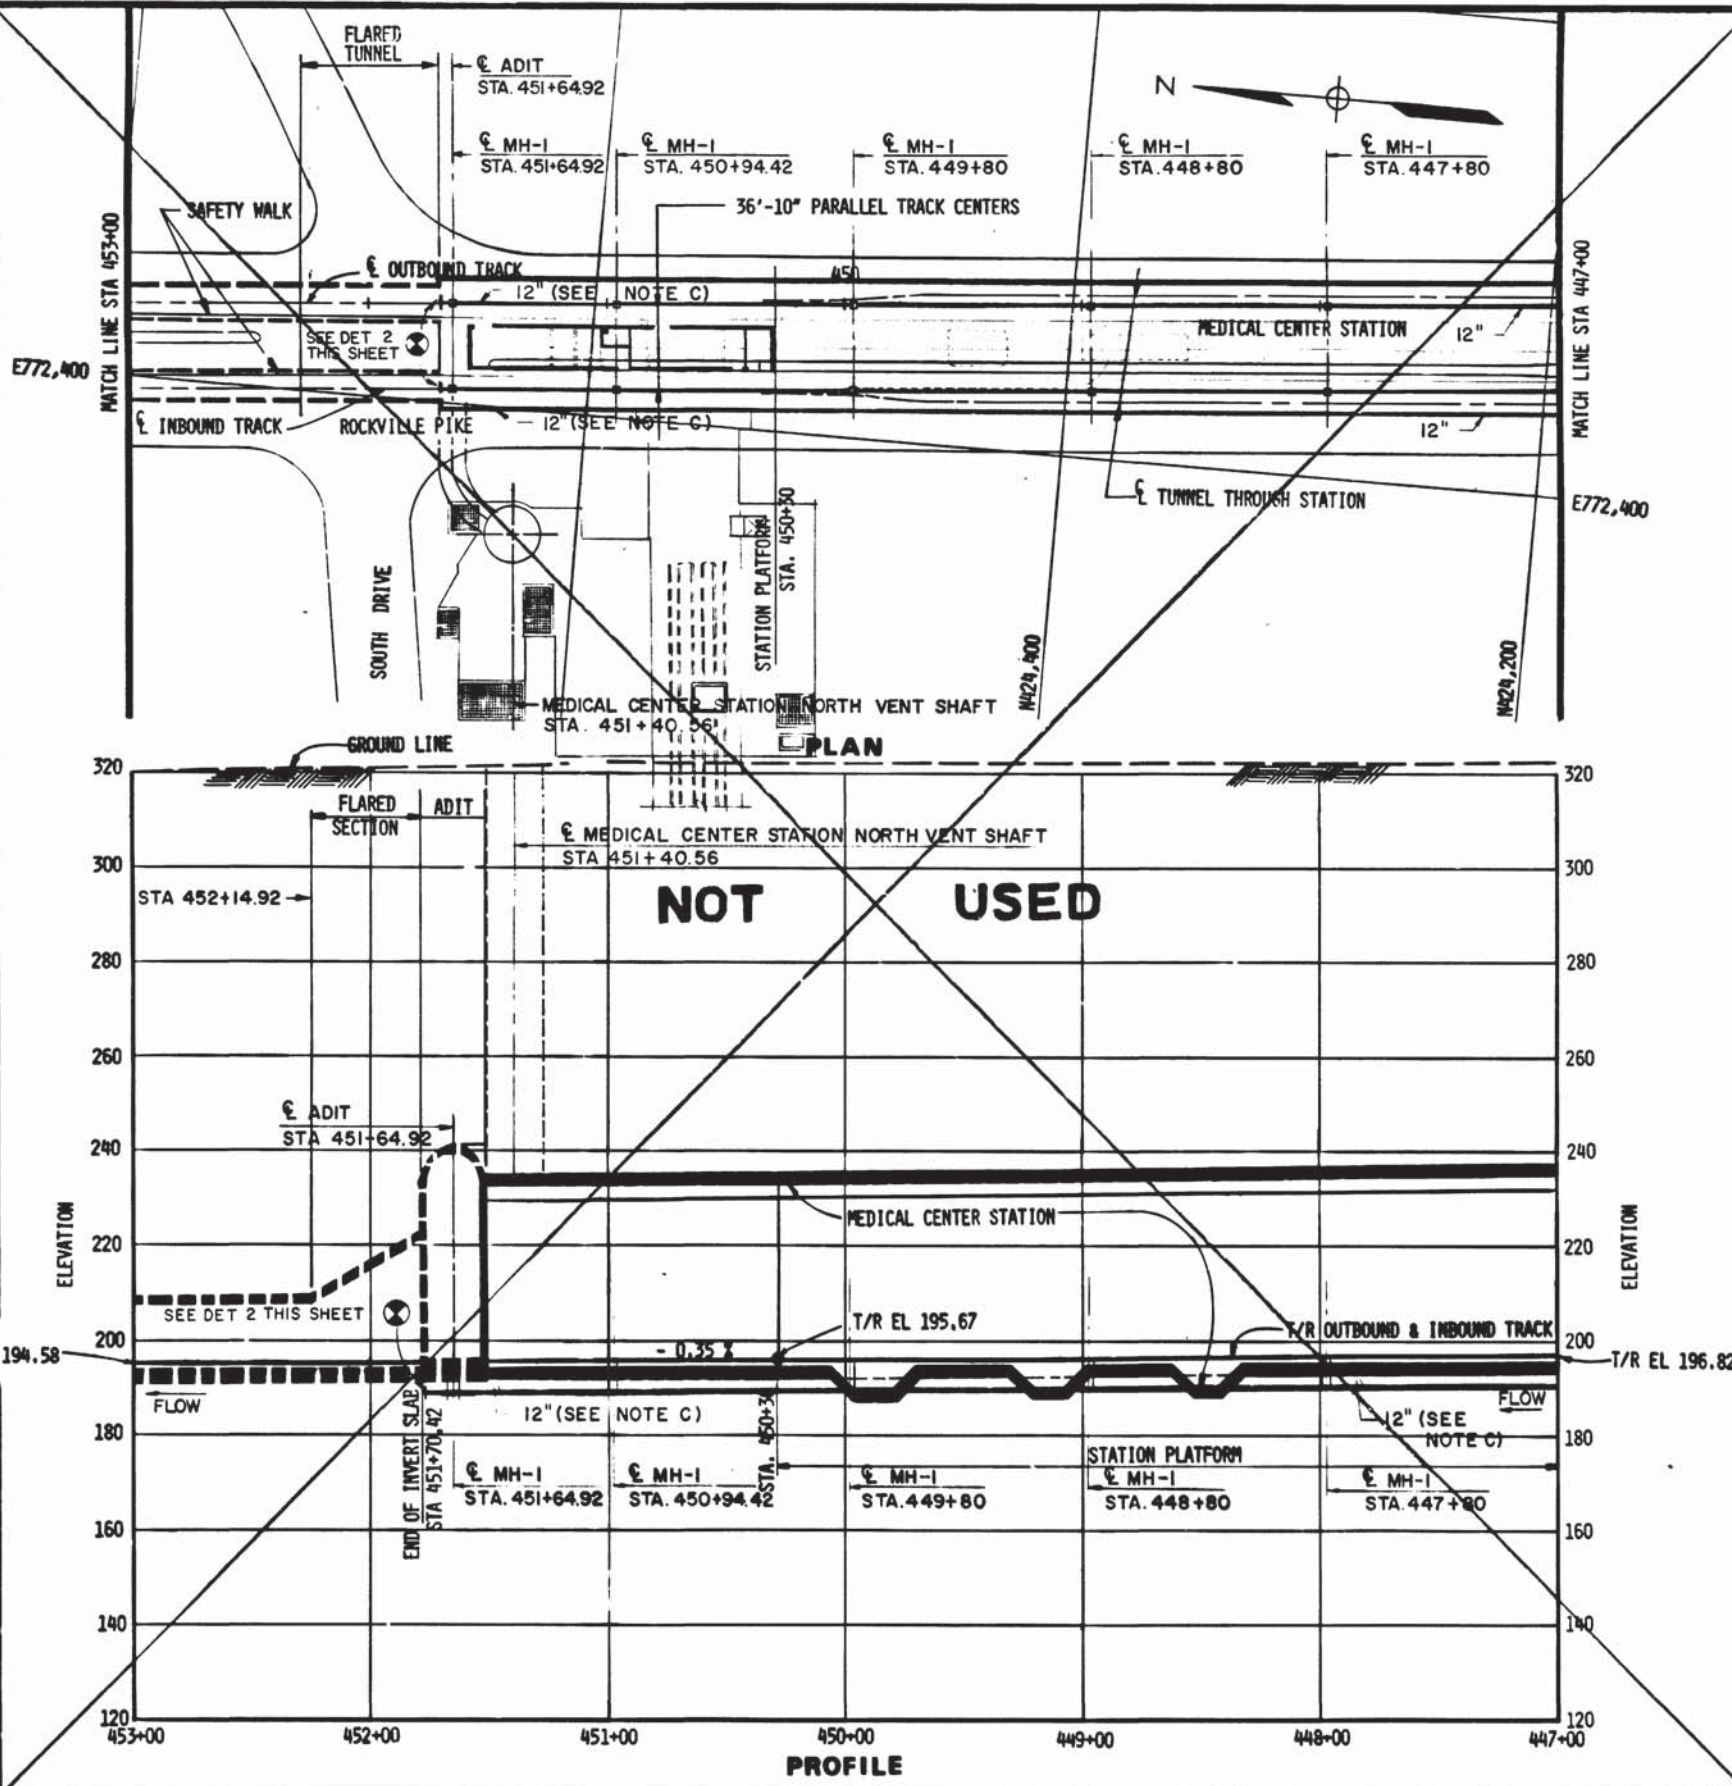 FLARED
TUNNEL
℄ ADIT
STA. 451+64.92
N
℄ MH-1
STA. 451+64.92
℄ MH-1
STA. 450+94.42
℄ MH-1
STA. 449+80
℄ MH-1
STA. 448+80
℄ MH-1
STA. 447+80
SAFETY WALK
36'-10" PARALLEL TRACK CENTERS
MATCH LINE STA 453+00
MATCH LINE STA 447+00
℄ OUTBOUND TRACK
450
12" (SEE NOTE C)
SEE DET 2
THIS SHEET
MEDICAL CENTER STATION
12"
E772,400
℄ INBOUND TRACK
ROCKVILLE PIKE
12" (SEE NOTE C)
12"
℄ TUNNEL THROUGH STATION
E772,400
SOUTH DRIVE
STATION PLATFORM
STA. 450+30
N424,400
N424,200
MEDICAL CENTER STATION NORTH VENT SHAFT
STA. 451+40.56
PLAN
GROUND LINE
320
320
FLARED
SECTION
ADIT
℄ MEDICAL CENTER STATION NORTH VENT SHAFT
STA 451+40.56
300
300
STA 452+14.92
NOT USED
280
280
260
260
℄ ADIT
STA 451+64.92
240
240
ELEVATION
ELEVATION
MEDICAL CENTER STATION
220
220
SEE DET 2 THIS SHEET
T/R EL 195.67
200
- 0.35 %
T/R OUTBOUND & INBOUND TRACK
200
194.58
T/R EL 196.82
FLOW
FLOW
END OF INVERT SLAB
STA 451+70.42
12" (SEE NOTE C)
STA. 450+30
12" (SEE
NOTE C)
180
180
STATION PLATFORM
℄ MH-1
STA. 451+64.92
℄ MH-1
STA. 450+94.42
℄ MH-1
STA. 449+80
℄ MH-1
STA. 448+80
℄ MH-1
STA. 447+80
160
160
140
140
120
120
453+00
452+00
451+00
450+00
449+00
448+00
447+00
PROFILE